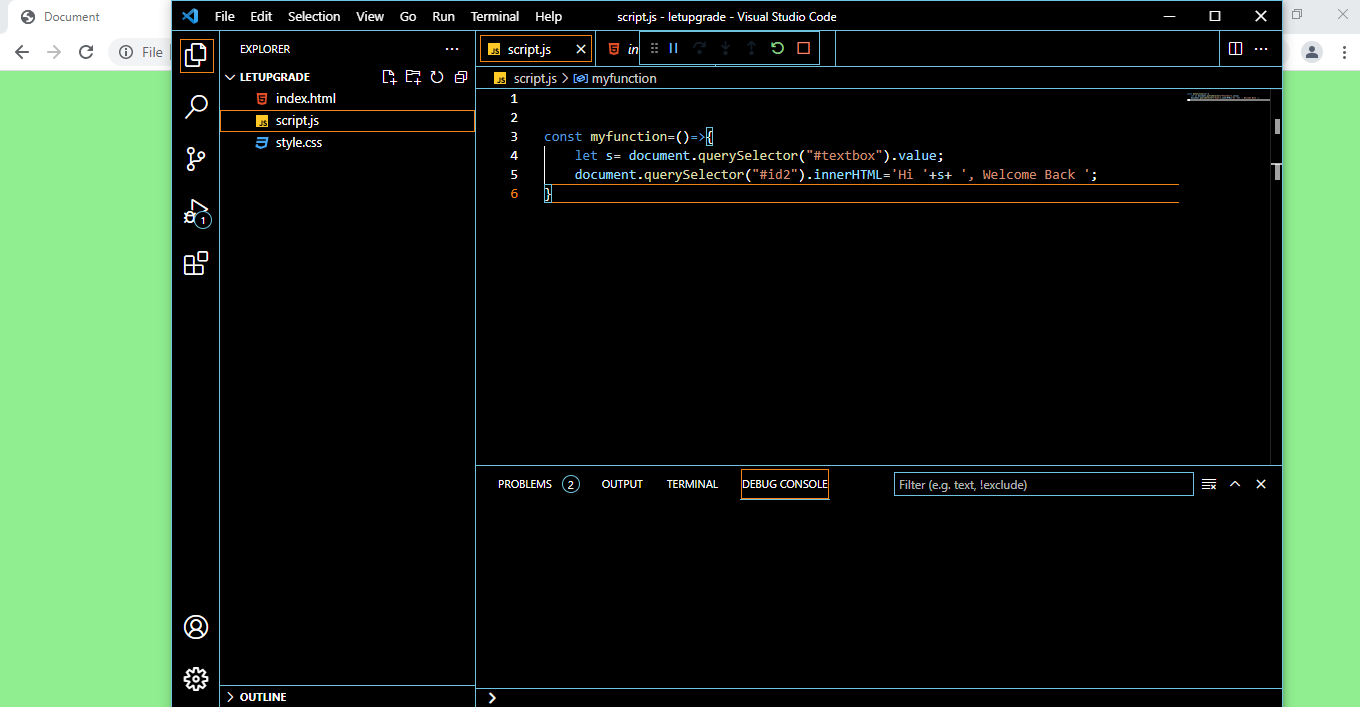 Document
File
File Edit Selection View Go Run Terminal Help
script.js - letupgrade - Visual Studio Code
EXPLORER
LETUPGRADE
index.html
script.js
style.css
OUTLINE
1
script.js
in
script.js > myfunction
1
2
3 const myfunction=()=>{
4 let s= document.querySelector("#textbox").value;
5 document.querySelector("#id2").innerHTML='Hi '+s+ ', Welcome Back ';
6 }
PROBLEMS 2 OUTPUT TERMINAL DEBUG CONSOLE
Filter (e.g. text, !exclude)